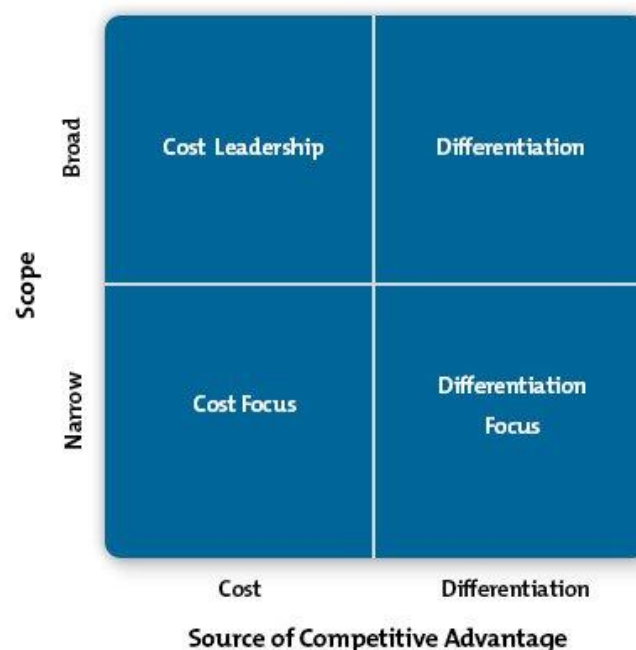 Scope
Broad
Cost Leadership
Differentiation
Narrow
Cost Focus
Differentiation
Focus
Cost
Differentiation
Source of Competitive Advantage